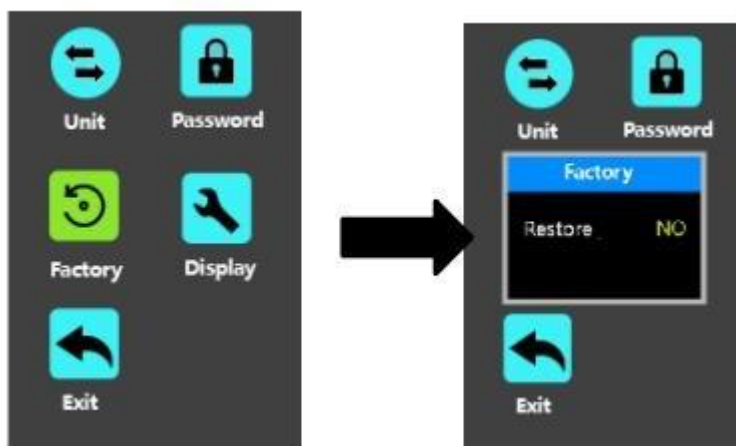 Unit Password
Factory Display
Exit
Unit Password
Factory
Restore NO
Exit